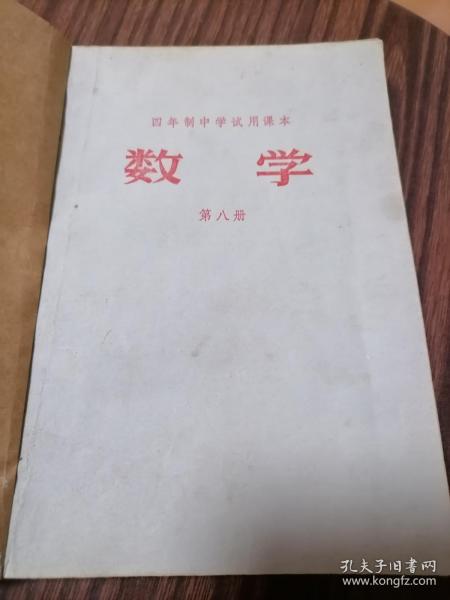 四年制中学试用课本
数学
第八册
孔夫子旧书网
www.kongfz.com